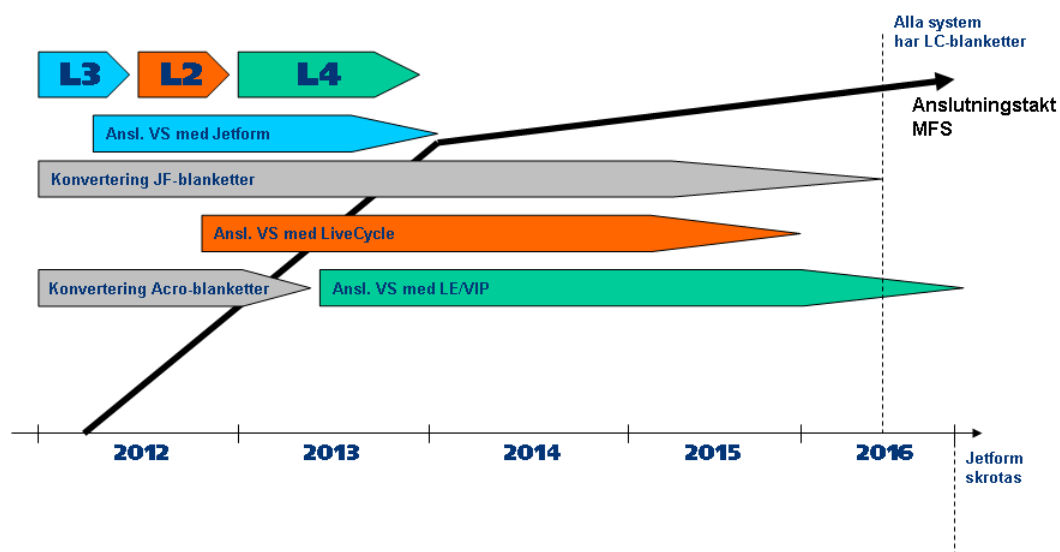 Alla system
har LC-blanketter
L3
L2
L4
Anslutningstakt
MFS
Ansl. VS med Jetform
Konvertering JF-blanketter
Ansl. VS med LiveCycle
Konvertering Acro-blanketter
Ansl. VS med LE/VIP
2012
2013
2014
2015
2016
Jetform
skrotas